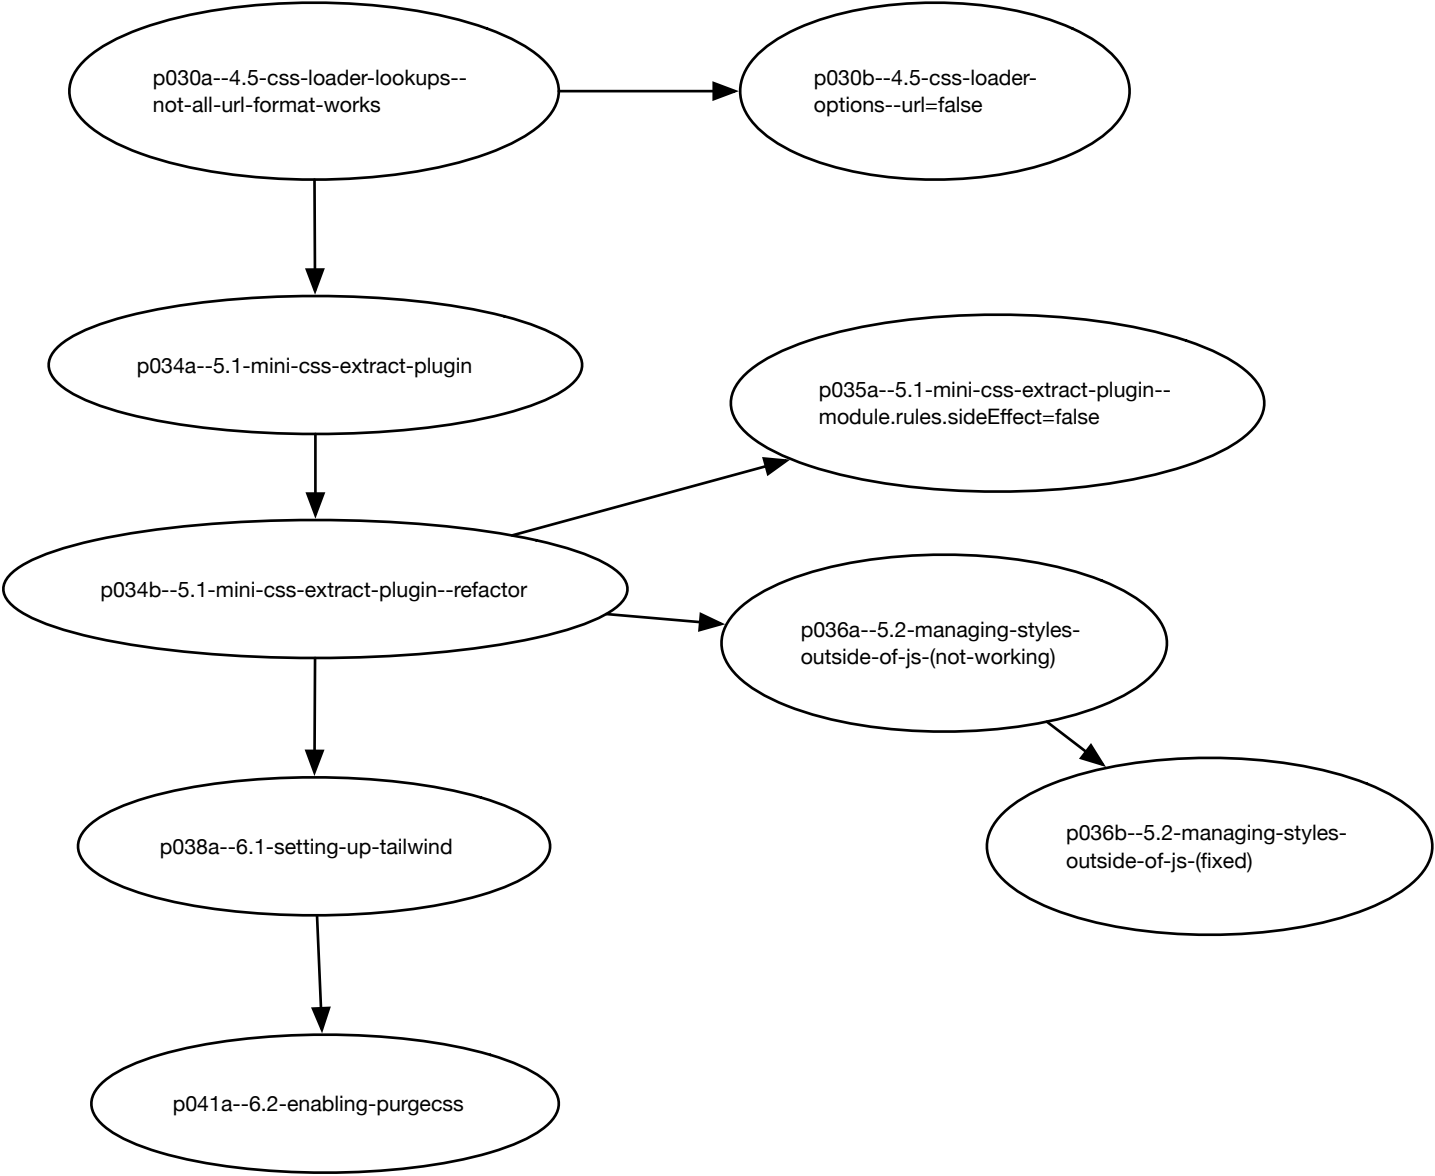 p030a--4.5-css-loader-lookups--
not-all-url-format-works
p030b--4.5-css-loader-
options--url=false
p034a--5.1-mini-css-extract-plugin
p035a--5.1-mini-css-extract-plugin--
module.rules.sideEffect=false
p034b--5.1-mini-css-extract-plugin--refactor
p036a--5.2-managing-styles-
outside-of-js-(not-working)
p038a--6.1-setting-up-tailwind
p036b--5.2-managing-styles-
outside-of-js-(fixed)
p041a--6.2-enabling-purgecss